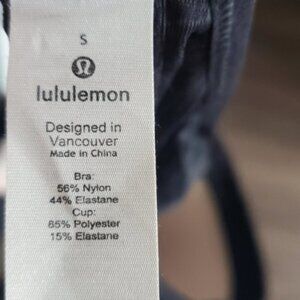 S
lululemon
Designed in
Vancouver
Made in China
Bra:
56% Nylon
44% Elastane
Cup:
85% Polyester
15% Elastane